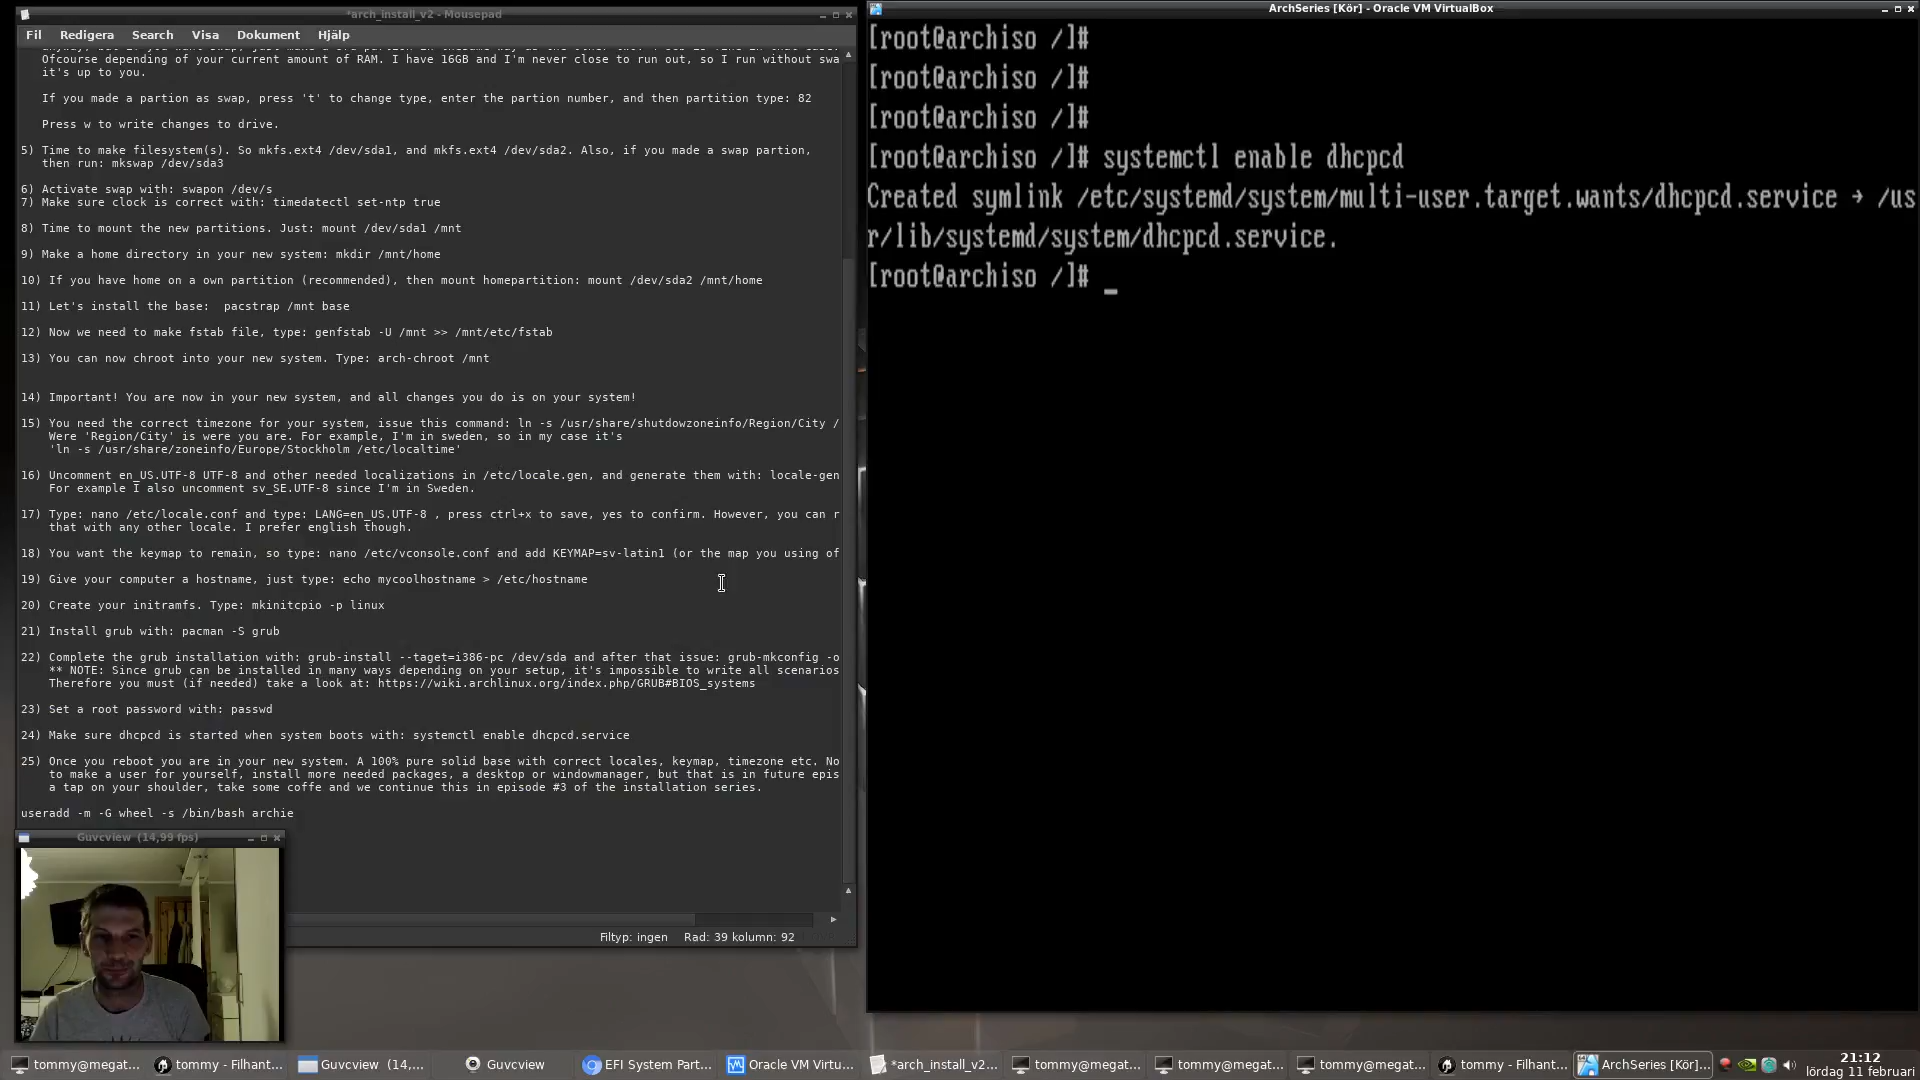 *arch_install_v2 - Mousepad
Fil Redigera Search Visa Dokument Hjälp
Ofcourse depending of your current amount of RAM. I have 16GB and I'm never close to run out, so I run without swa
it's up to you.
If you made a partion as swap, press 't' to change type, enter the partion number, and then partition type: 82
Press w to write changes to drive.
5) Time to make filesystem(s). So mkfs.ext4 /dev/sda1, and mkfs.ext4 /dev/sda2. Also, if you made a swap partion,
then run: mkswap /dev/sda3
6) Activate swap with: swapon /dev/s
7) Make sure clock is correct with: timedatectl set-ntp true
8) Time to mount the new partitions. Just: mount /dev/sda1 /mnt
9) Make a home directory in your new system: mkdir /mnt/home
10) If you have home on a own partition (recommended), then mount homepartition: mount /dev/sda2 /mnt/home
11) Let's install the base:  pacstrap /mnt base
12) Now we need to make fstab file, type: genfstab -U /mnt >> /mnt/etc/fstab
13) You can now chroot into your new system. Type: arch-chroot /mnt
14) Important! You are now in your new system, and all changes you do is on your system!
15) You need the correct timezone for your system, issue this command: ln -s /usr/share/shutdowzoneinfo/Region/City /
Were 'Region/City' is were you are. For example, I'm in sweden, so in my case it's
'ln -s /usr/share/zoneinfo/Europe/Stockholm /etc/localtime'
16) Uncomment en_US.UTF-8 UTF-8 and other needed localizations in /etc/locale.gen, and generate them with: locale-gen
For example I also uncomment sv_SE.UTF-8 since I'm in Sweden.
17) Type: nano /etc/locale.conf and type: LANG=en_US.UTF-8 , press ctrl+x to save, yes to confirm. However, you can r
that with any other locale. I prefer english though.
18) You want the keymap to remain, so type: nano /etc/vconsole.conf and add KEYMAP=sv-latin1 (or the map you using of
19) Give your computer a hostname, just type: echo mycoolhostname > /etc/hostname
20) Create your initramfs. Type: mkinitcpio -p linux
21) Install grub with: pacman -S grub
22) Complete the grub installation with: grub-install --taget=i386-pc /dev/sda and after that issue: grub-mkconfig -o
** NOTE: Since grub can be installed in many ways depending on your setup, it's impossible to write all scenarios
Therefore you must (if needed) take a look at: https://wiki.archlinux.org/index.php/GRUB#BIOS_systems
23) Set a root password with: passwd
24) Make sure dhcpcd is started when system boots with: systemctl enable dhcpcd.service
25) Once you reboot you are in your new system. A 100% pure solid base with correct locales, keymap, timezone etc. No
to make a user for yourself, install more needed packages, a desktop or windowmanager, but that is in future epis
a tap on your shoulder, take some coffe and we continue this in episode #3 of the installation series.
useradd -m -G wheel -s /bin/bash archie
Filtyp: ingen Rad: 39 kolumn: 92
Guvcview (14,99 fps)
ArchSeries [Kör] - Oracle VM VirtualBox
[root@archiso /]#
[root@archiso /]#
[root@archiso /]#
[root@archiso /]# systemctl enable dhcpcd
Created symlink /etc/systemd/system/multi-user.target.wants/dhcpcd.service → /us
r/lib/systemd/system/dhcpcd.service.
[root@archiso /]# _
tommy@megat... tommy - Filhant... Guvcview (14,... Guvcview EFI System Part... Oracle VM Virtu... *arch_install_v2... tommy@megat... tommy@megat... tommy@megat... tommy - Filhant... ArchSeries [Kör]...
21:12
lördag 11 februari